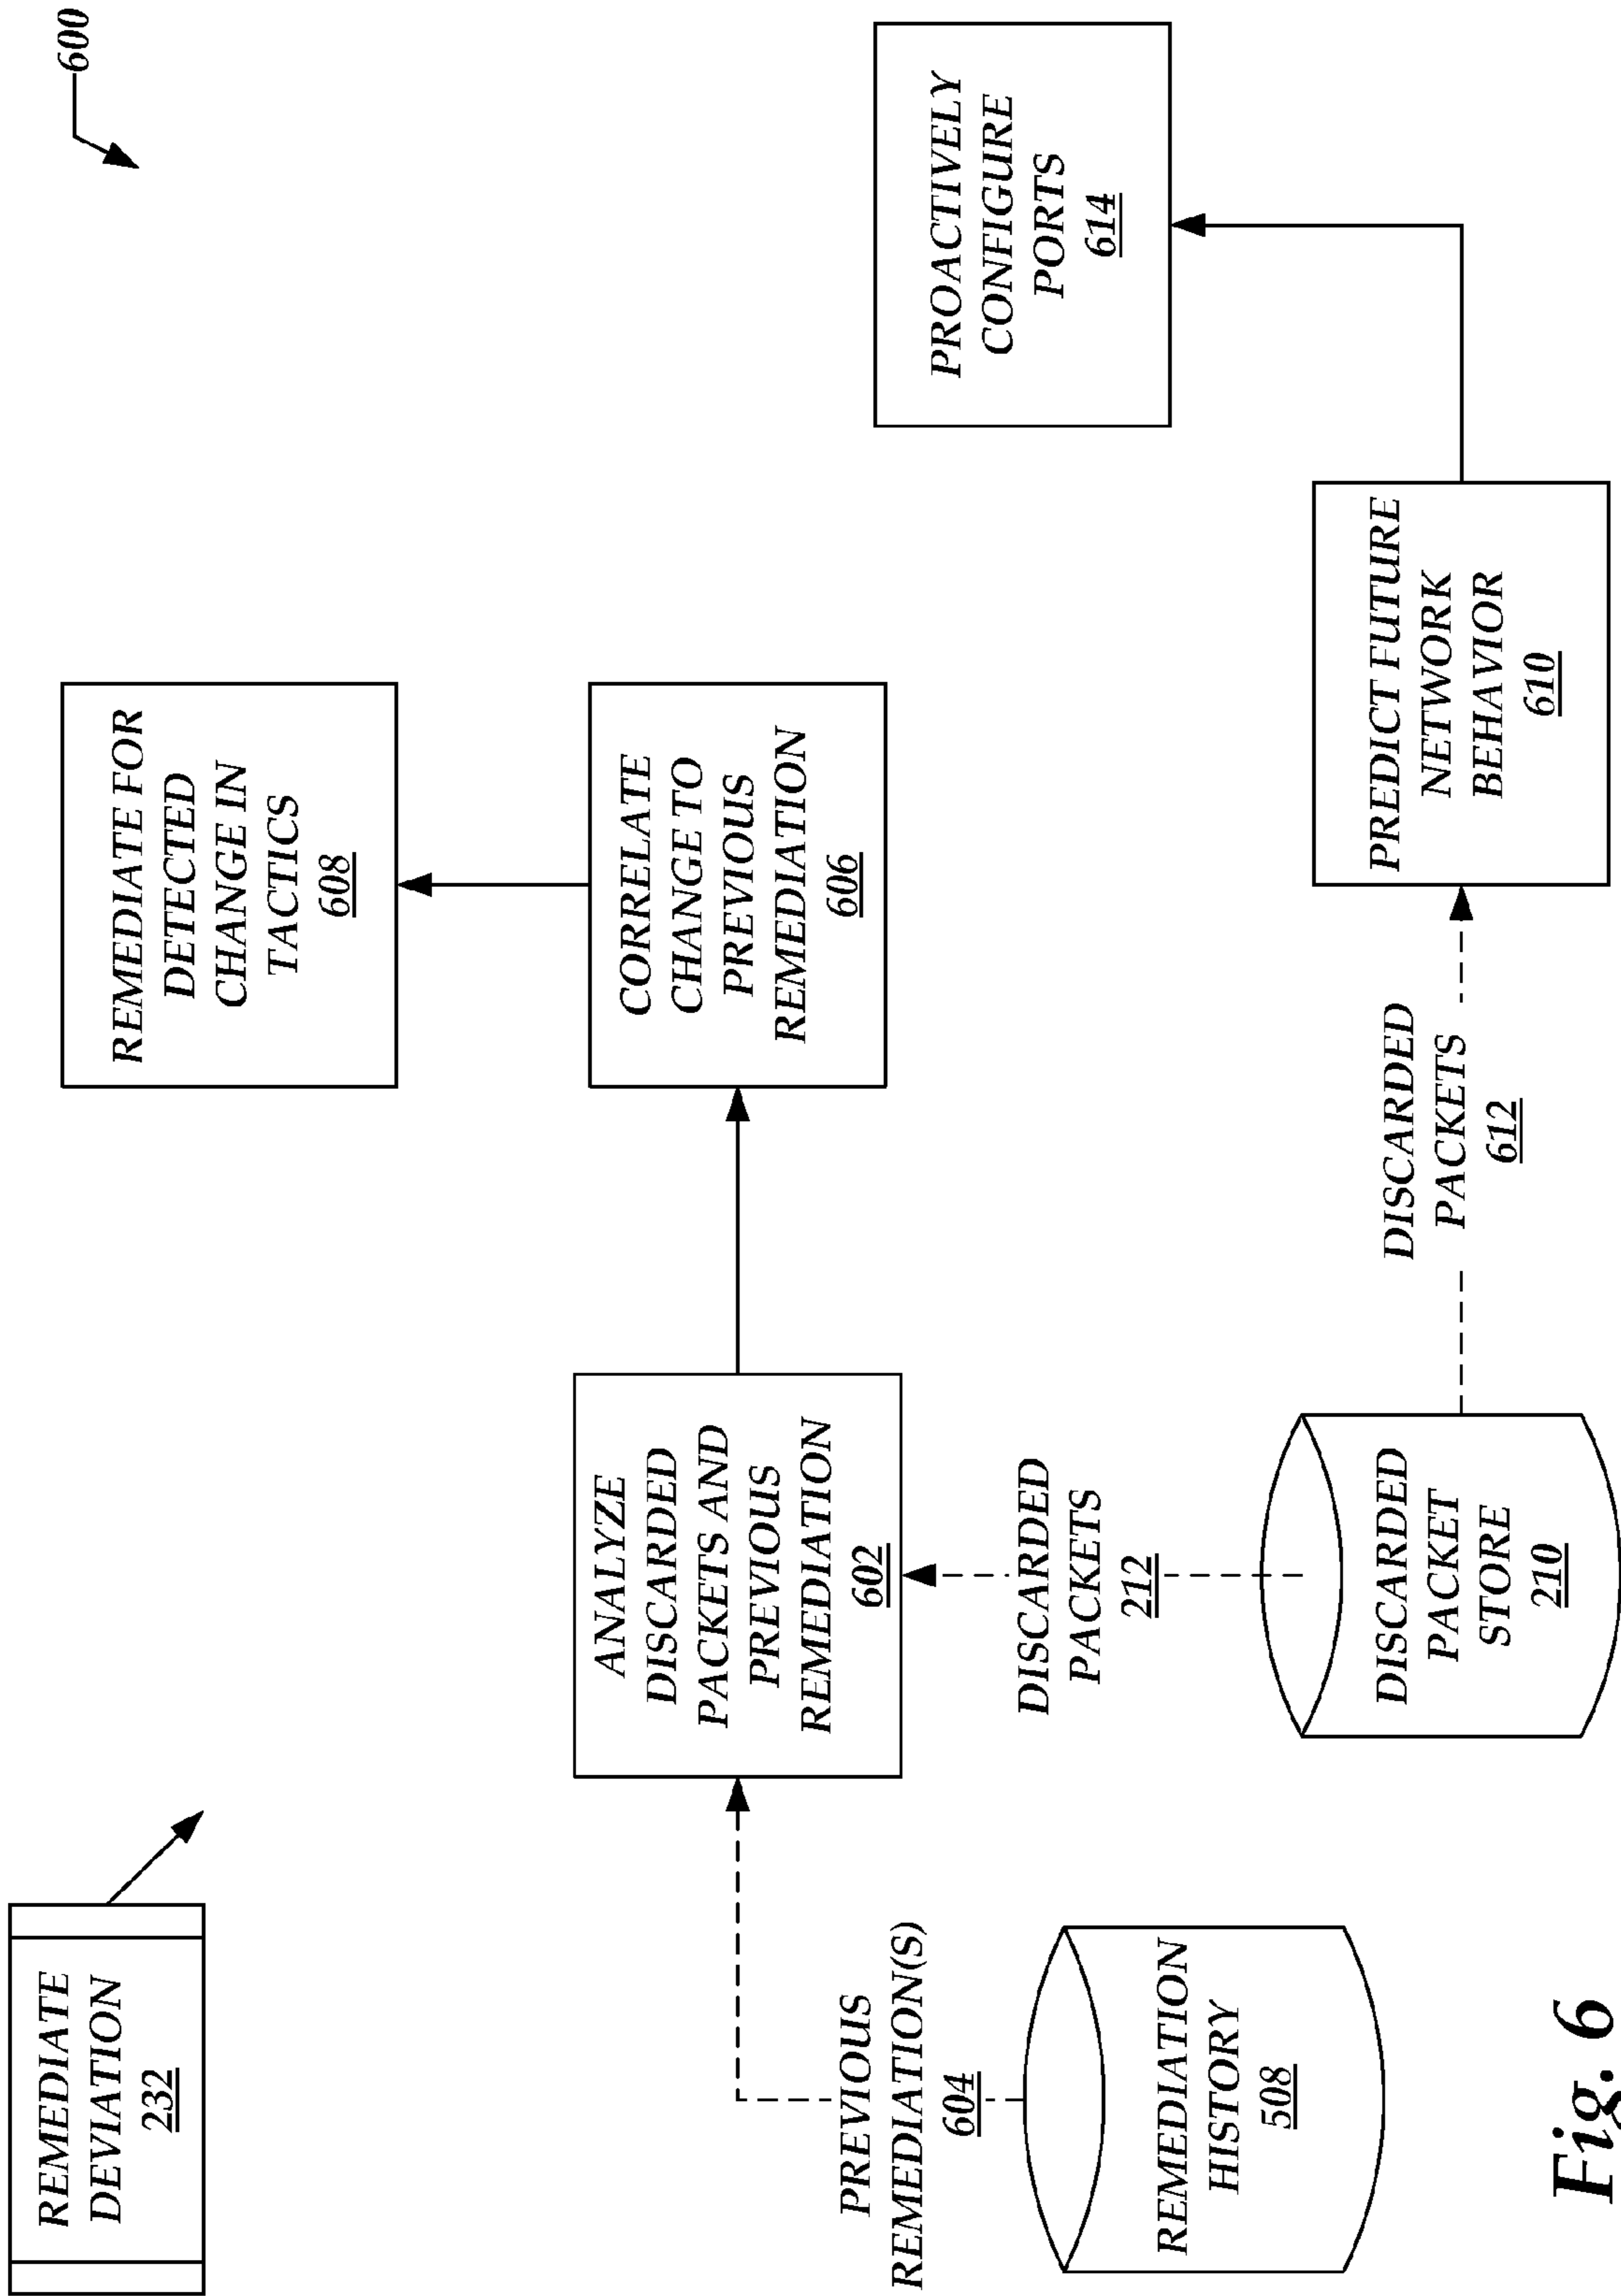 600
REMEDIATE
DEVIATION
232
REMEDIATE FOR
DETECTED
CHANGE IN
TACTICS
608
ANALYZE
DISCARDED
PACKETS AND
PREVIOUS
REMEDIATION
602
CORRELATE
CHANGE TO
PREVIOUS
REMEDIATION
606
PREVIOUS
REMEDIATION(S)
604
PROACTIVELY
CONFIGURE
PORTS
614
DISCARDED
PACKETS
212
REMEDIATION
HISTORY
508
DISCARDED
PACKET
STORE
210
DISCARDED
PACKETS
612
PREDICT FUTURE
NETWORK
BEHAVIOR
610
Fig. 6